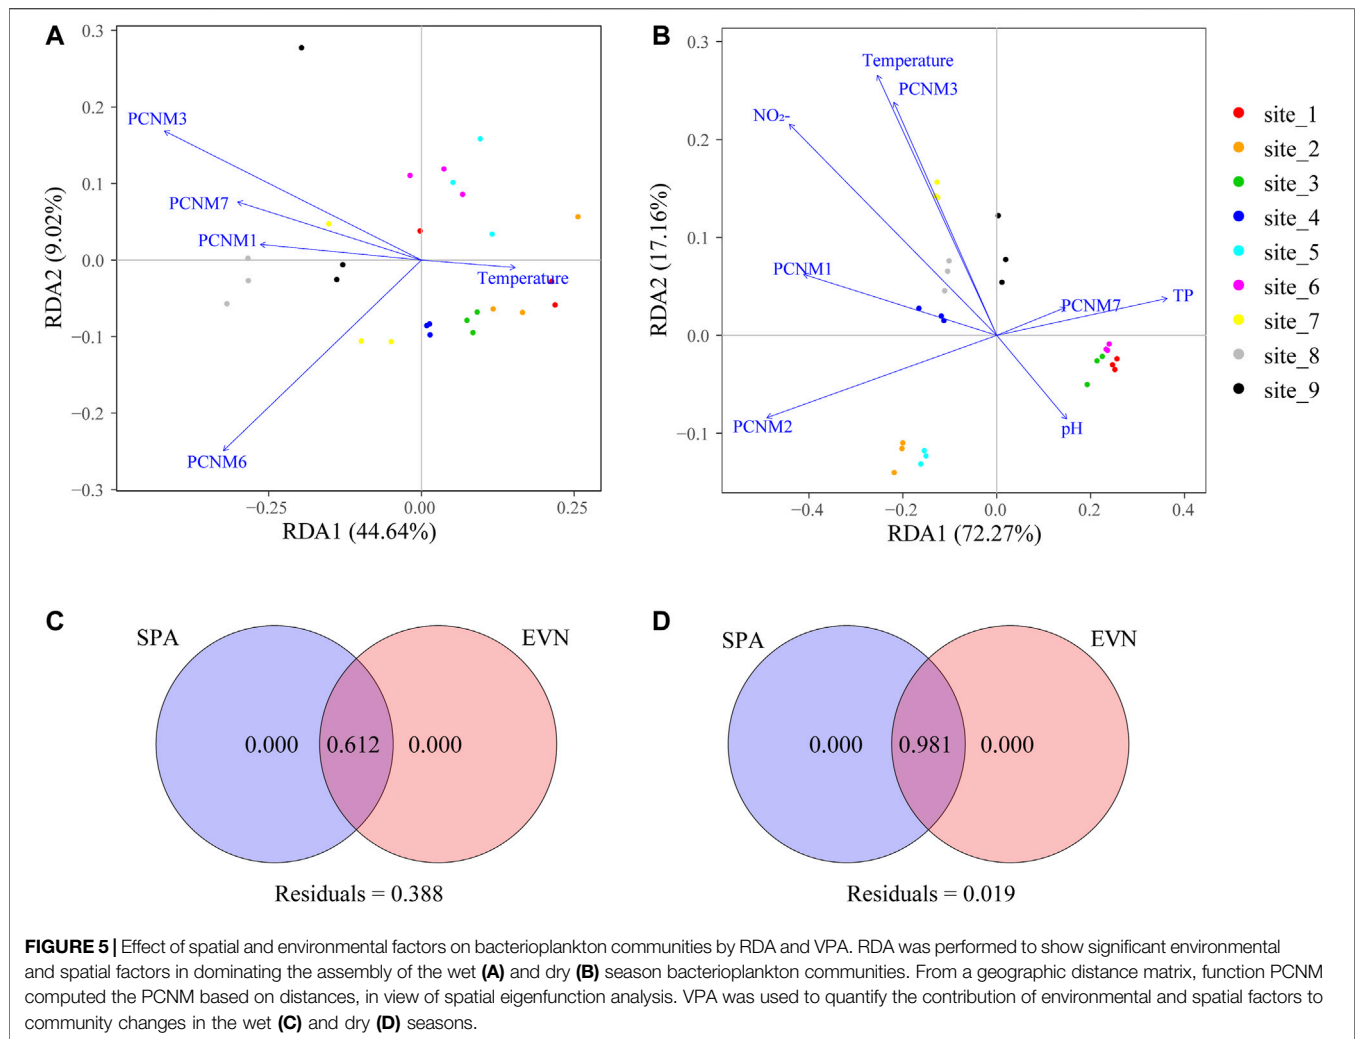 A
0.3
0.2
0.1
0.0
−0.1
−0.2
−0.3
RDA2 (9.02%)
PCNM3
PCNM7
PCNM1
Temperature
PCNM6
−0.25
0.00
0.25
RDA1 (44.64%)
B
0.3
0.2
0.1
0.0
−0.1
RDA2 (17.16%)
Temperature
PCNM3
NO₂-
PCNM1
PCNM7
TP
PCNM2
pH
−0.4
−0.2
0.0
0.2
0.4
RDA1 (72.27%)
site_1
site_2
site_3
site_4
site_5
site_6
site_7
site_8
site_9
C
SPA
EVN
0.000
0.612
0.000
Residuals = 0.388
D
SPA
EVN
0.000
0.981
0.000
Residuals = 0.019
FIGURE 5 | Effect of spatial and environmental factors on bacterioplankton communities by RDA and VPA. RDA was performed to show significant environmental
and spatial factors in dominating the assembly of the wet (A) and dry (B) season bacterioplankton communities. From a geographic distance matrix, function PCNM
computed the PCNM based on distances, in view of spatial eigenfunction analysis. VPA was used to quantify the contribution of environmental and spatial factors to
community changes in the wet (C) and dry (D) seasons.